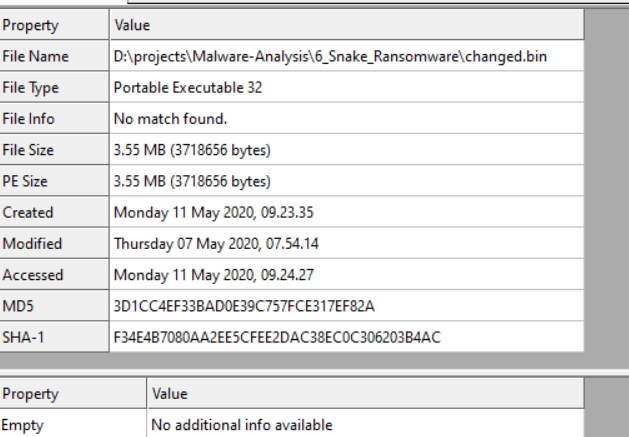 Property Value
File Name D:\projects\Malware-Analysis\6_Snake_Ransomware\changed.bin
File Type Portable Executable 32
File Info No match found.
File Size 3.55 MB (3718656 bytes)
PE Size 3.55 MB (3718656 bytes)
Created Monday 11 May 2020, 09.23.35
Modified Thursday 07 May 2020, 07.54.14
Accessed Monday 11 May 2020, 09.24.27
MD5 3D1CC4EF33BAD0E39C757FCE317EF82A
SHA-1 F34E4B7080AA2EE5CFEE2DAC38EC0C306203B4AC
Property Value
Empty No additional info available